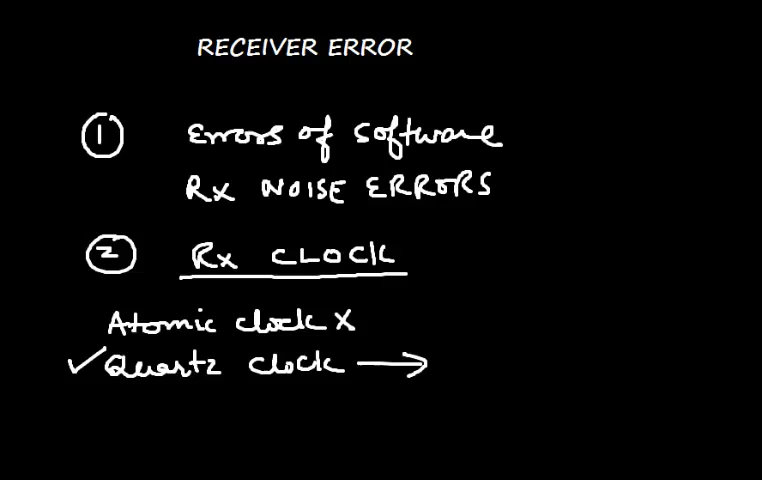 RECEIVER ERROR
① Errors of software
Rx NOISE ERRORS
② Rx CLOCK
Atomic clock X
✓ Quartz clock →